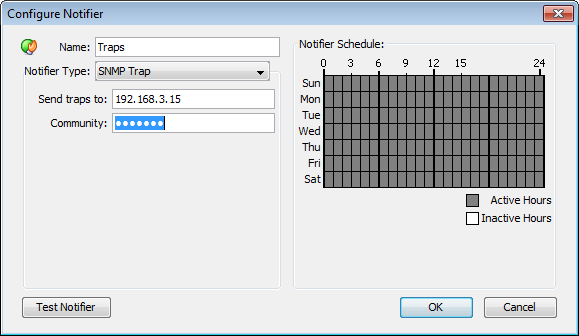 Configure Notifier
Name: Traps
Notifier Type: SNMP Trap
Send traps to: 192.168.3.15
Community: •••••••
Notifier Schedule:
0 3 6 9 12 15 24
Sun
Mon
Tue
Wed
Thu
Fri
Sat
Active Hours
Inactive Hours
Test Notifier
OK
Cancel